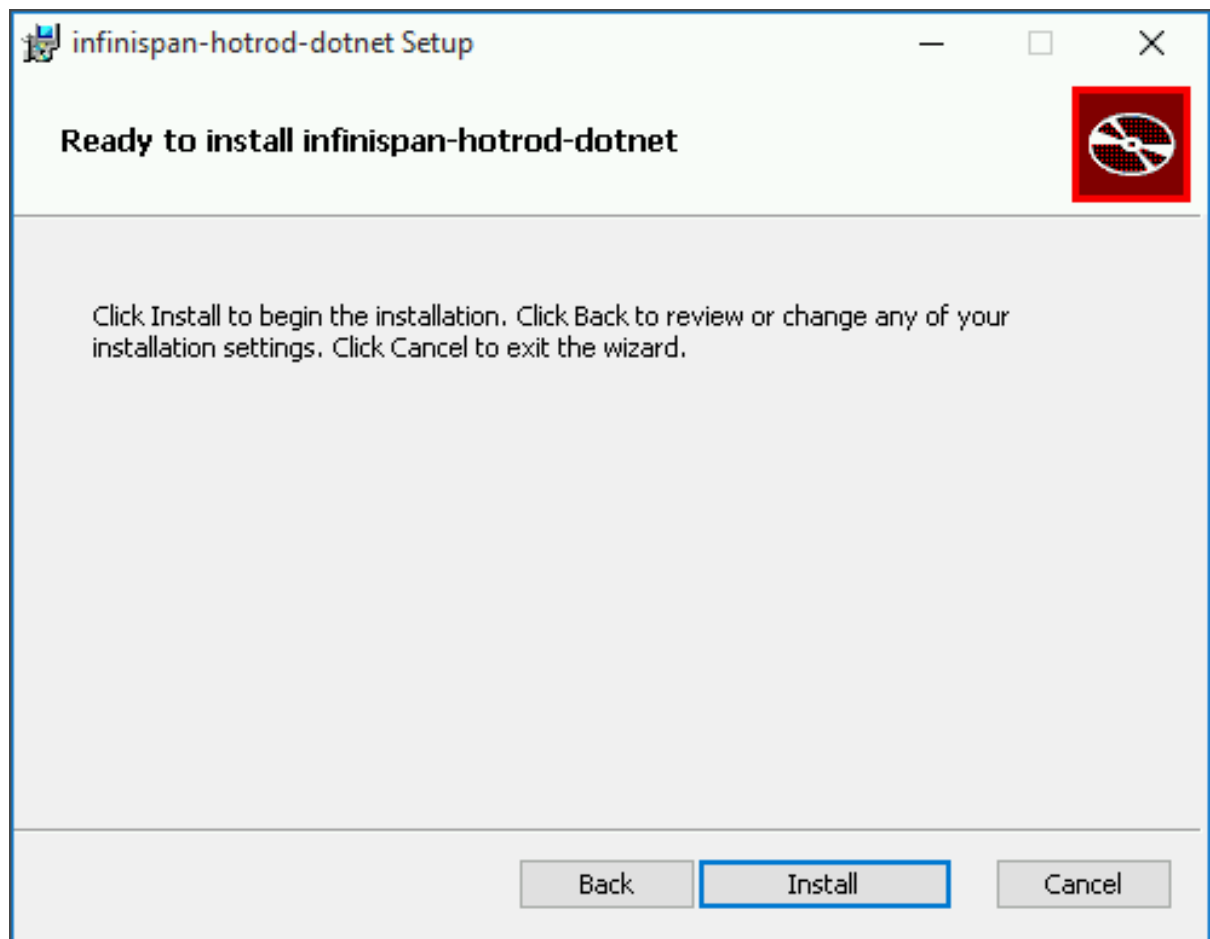 infinispan-hotrod-dotnet Setup
Ready to install infinispan-hotrod-dotnet
Click Install to begin the installation. Click Back to review or change any of your
installation settings. Click Cancel to exit the wizard.
Back Install Cancel